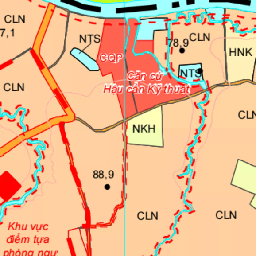 CLN
7,1
NTS
78,9
CLN
HNK
CQP
Căn cứ
Hậu cần Kỹ thuật
NTS
CLN
NKH
CLN
88,9
CLN
CLN
Khu vực
điểm tựa
phòng ngự